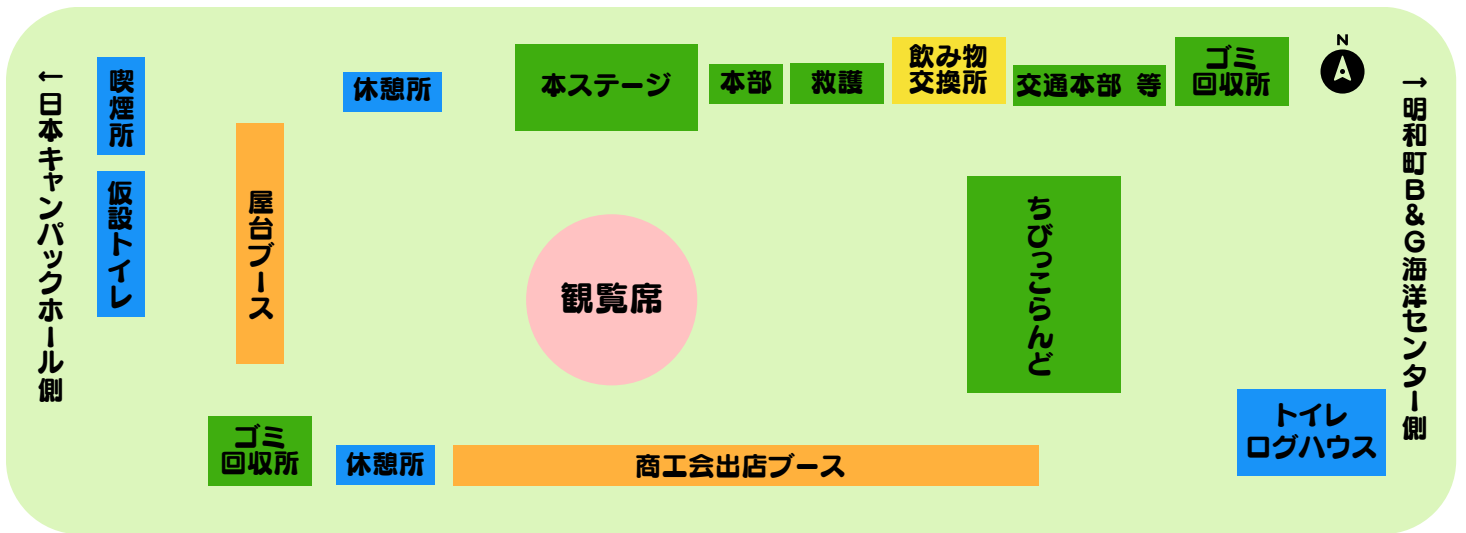 ←日本キャンパックホール側
喫煙所
仮設トイレ
屋台ブース
休憩所
本ステージ
本部
救護
飲み物
交換所
交通本部 等
ゴミ
回収所
N
→明和町B&G海洋センター側
観覧席
ちびっこらんど
トイレ
ログハウス
ゴミ
回収所
休憩所
商工会出店ブース